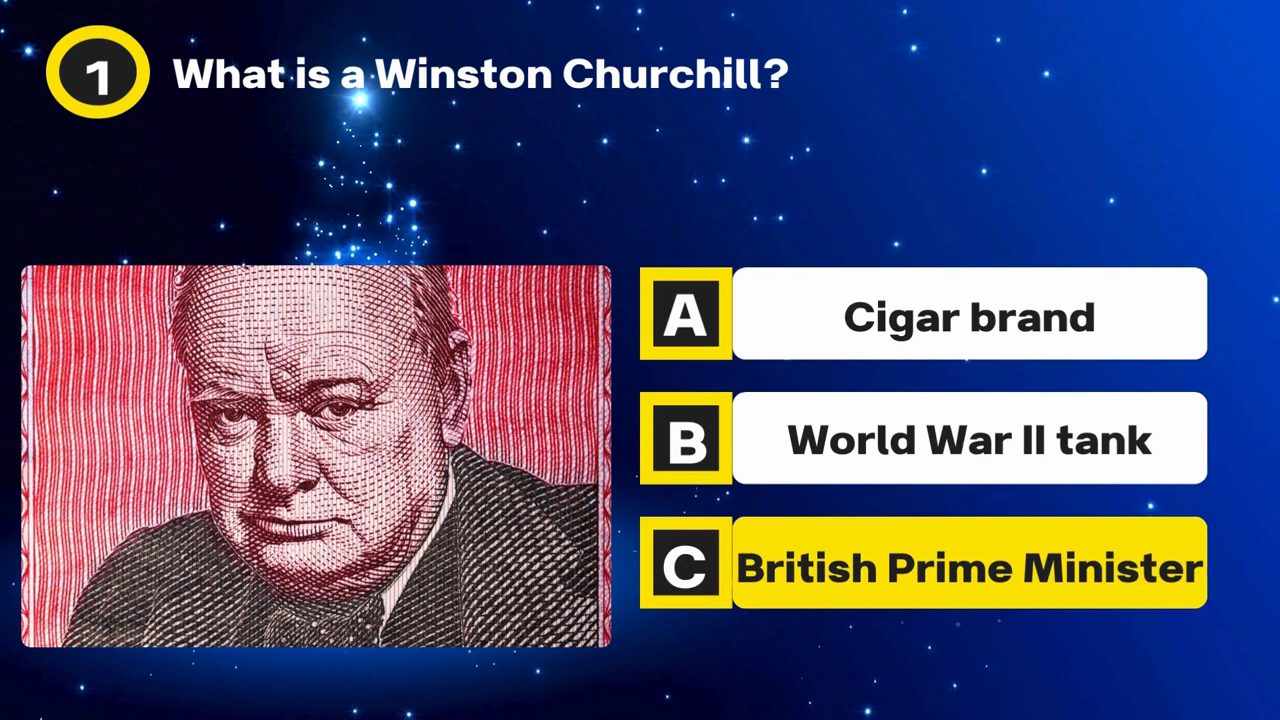 1
What is a Winston Churchill?
A
Cigar brand
B
World War II tank
C
British Prime Minister